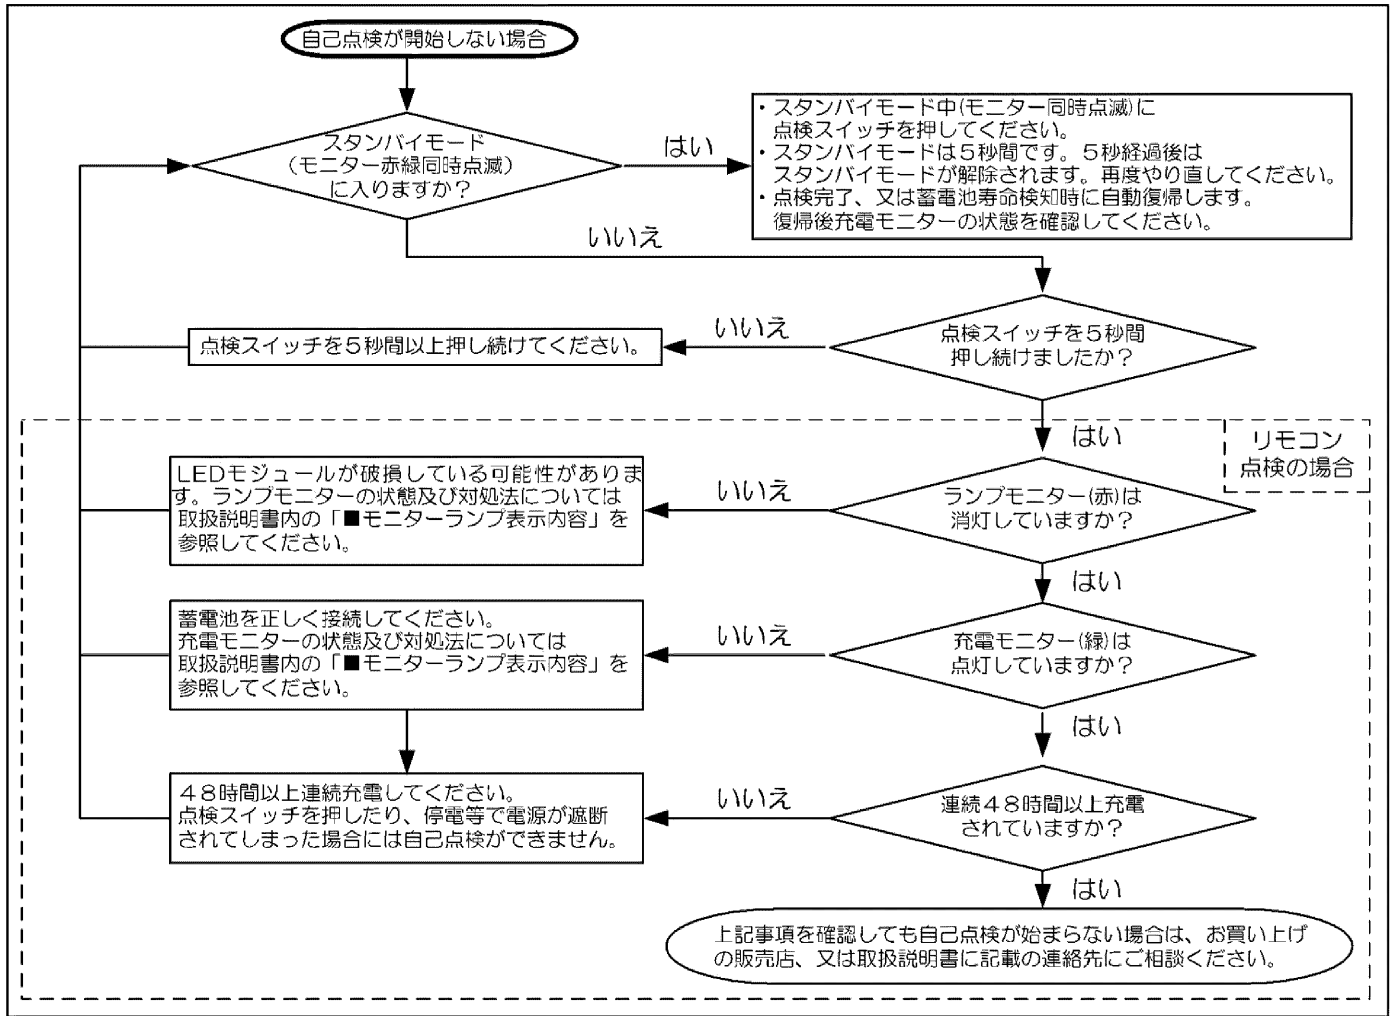 自己点検が開始しない場合
スタンバイモード
(モニター赤緑同時点滅)
に入りますか？
はい
・スタンバイモード中(モニター同時点滅)に
点検スイッチを押してください。
・スタンバイモードは５秒間です。５秒経過後は
スタンバイモードが解除されます。再度やり直してください。
・点検完了、又は蓄電池寿命検知時に自動復帰します。
復帰後充電モニターの状態を確認してください。
いいえ
点検スイッチを５秒間
押し続けましたか？
いいえ
点検スイッチを５秒間以上押し続けてください。
はい
リモコン
点検の場合
ランプモニター(赤)は
消灯していますか？
いいえ
ＬＥＤモジュールが破損している可能性がありま
す。ランプモニターの状態及び対処法については
取扱説明書内の「■モニターランプ表示内容」を
参照してください。
はい
充電モニター(緑)は
点灯していますか？
いいえ
蓄電池を正しく接続してください。
充電モニターの状態及び対処法については
取扱説明書内の「■モニターランプ表示内容」を
参照してください。
はい
連続４８時間以上充電
されていますか？
いいえ
４８時間以上連続充電してください。
点検スイッチを押したり、停電等で電源が遮断
されてしまった場合には自己点検ができません。
はい
上記事項を確認しても自己点検が始まらない場合は、お買い上げ
の販売店、又は取扱説明書に記載の連絡先にご相談ください。